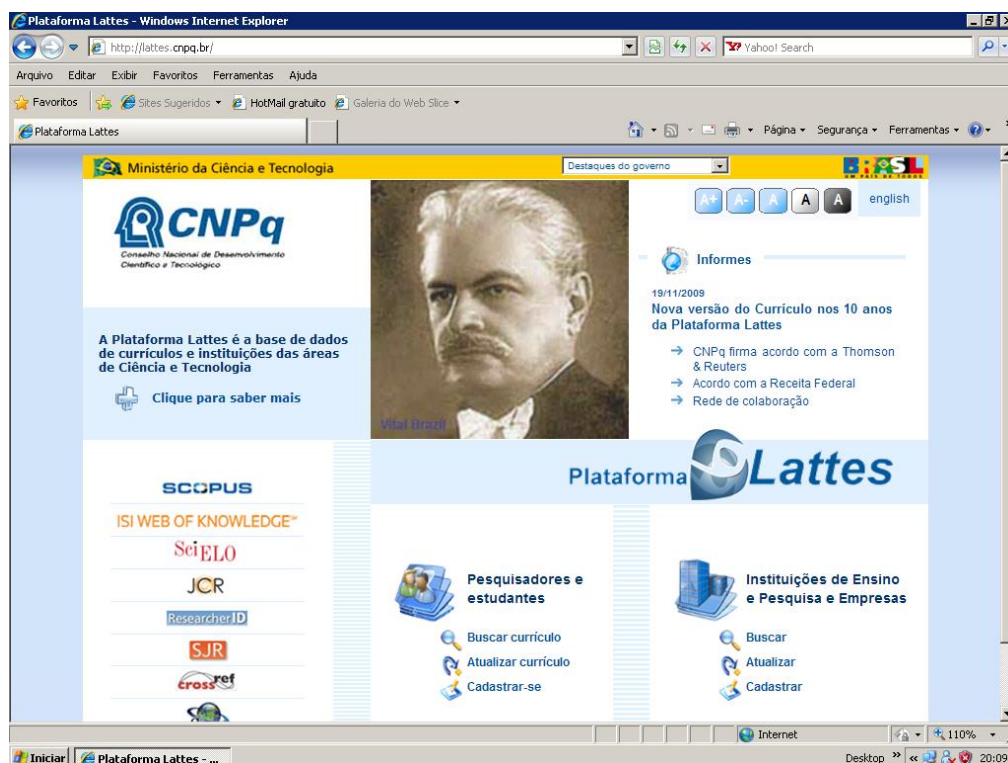 Plataforma Lattes - Windows Internet Explorer
http://lattes.cnpq.br/
Yahoo! Search
Arquivo Editar Exibir Favoritos Ferramentas Ajuda
Favoritos Sites Sugeridos HotMail gratuito Galeria do Web Slice
Plataforma Lattes Página Segurança Ferramentas
Ministério da Ciência e Tecnologia
Destaques do governo
BRASIL
UM PAÍS DE TODOS
A+ A- A A A english
CNPq
Conselho Nacional de Desenvolvimento
Científico e Tecnológico
A Plataforma Lattes é a base de dados
de currículos e instituições das áreas
de Ciência e Tecnologia
Clique para saber mais
Vital Brazil
Informes
19/11/2009
Nova versão do Currículo nos 10 anos
da Plataforma Lattes
CNPq firma acordo com a Thomson
& Reuters
Acordo com a Receita Federal
Rede de colaboração
Plataforma Lattes
SCOPUS
ISI WEB OF KNOWLEDGE℠
SciELO
JCR
ResearcherID
SJR
crossref
Pesquisadores e
estudantes
Buscar currículo
Atualizar currículo
Cadastrar-se
Instituições de Ensino
e Pesquisa e Empresas
Buscar
Atualizar
Cadastrar
Internet 110%
Iniciar Plataforma Lattes - ... Desktop » « 20:09